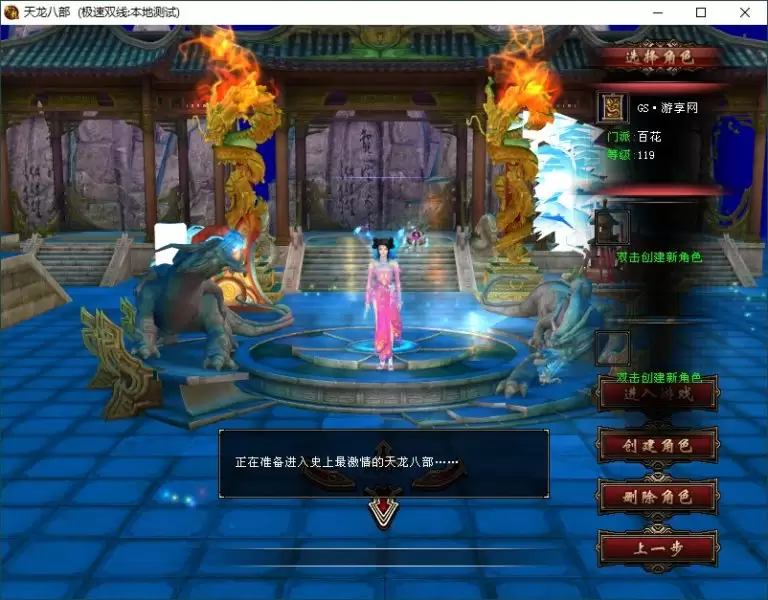 天龙八部 (极速双线:本地测试)
选择角色
GS·游享网
门派:百花
等级:119
双击创建新角色
双击创建新角色
进入游戏
创建角色
正在准备进入史上最激情的天龙八部……
删除角色
上一步